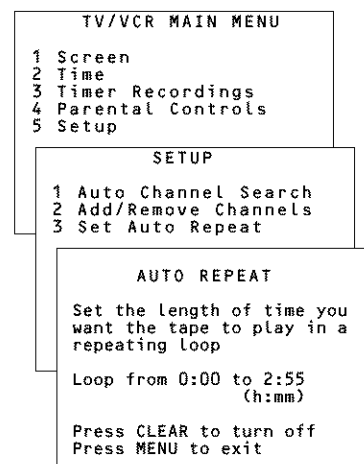 TV/VCR MAIN MENU
1 Screen
2 Time
3 Timer Recordings
4 Parental Controls
5 Setup
SETUP
1 Auto Channel Search
2 Add/Remove Channels
3 Set Auto Repeat
AUTO REPEAT
Set the length of time you
want the tape to play in a
repeating loop
Loop from 0:00 to 2:55
(h:mm)
Press CLEAR to turn off
Press MENU to exit